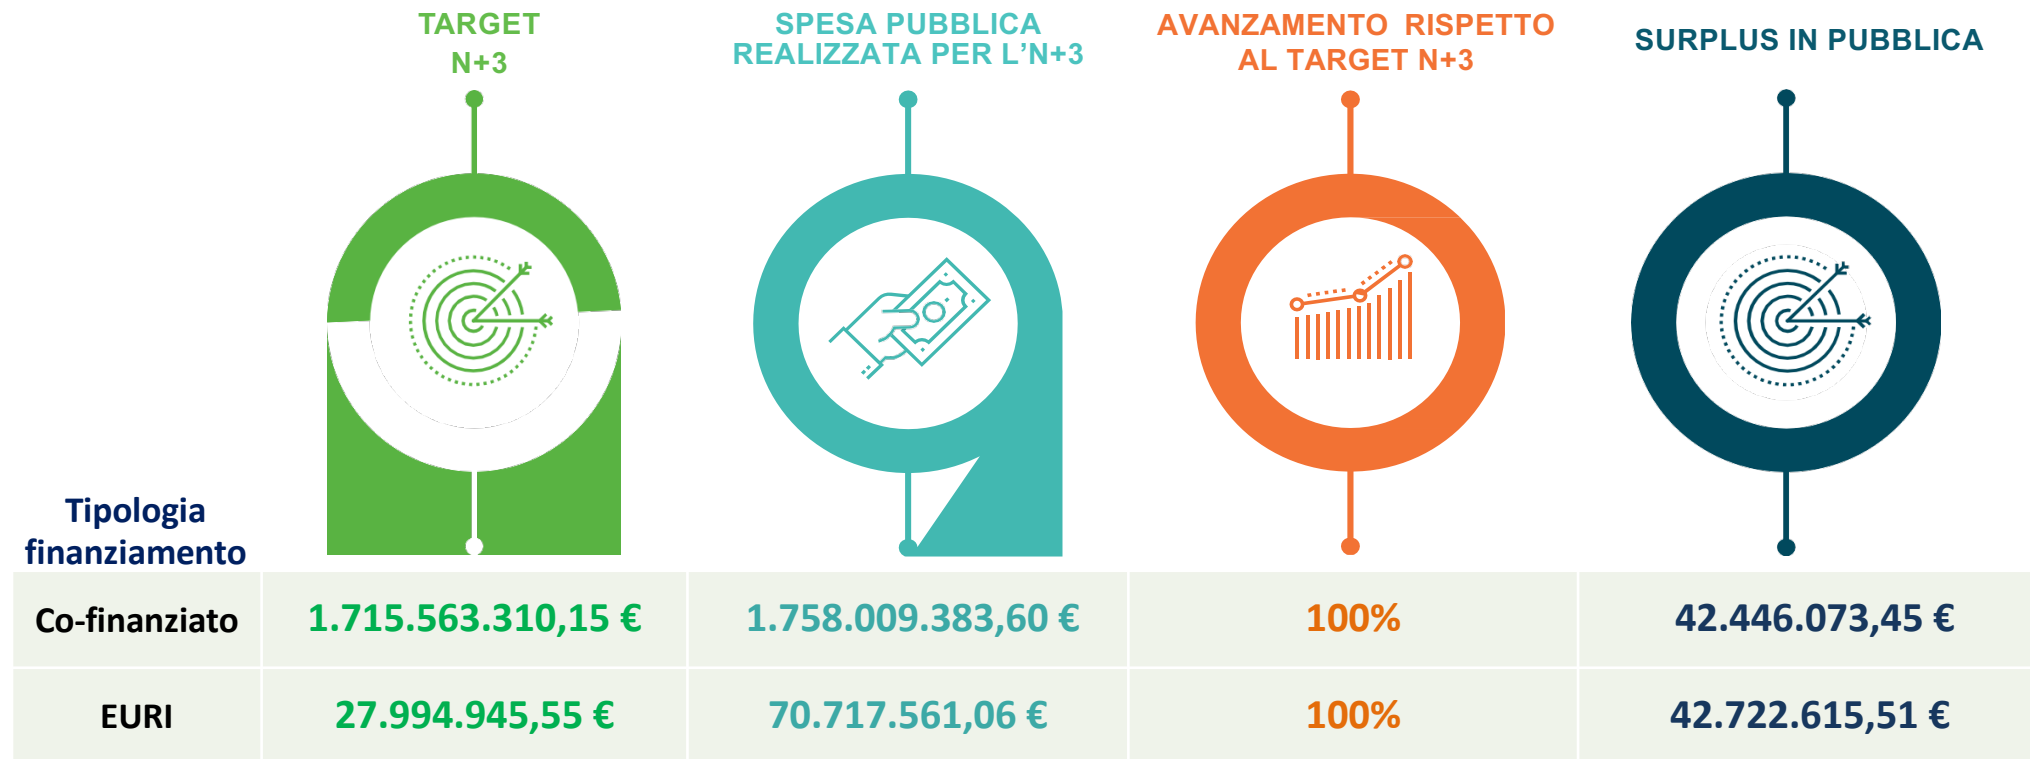 TARGET
N+3
SPESA PUBBLICA
REALIZZATA PER L’N+3
AVANZAMENTO RISPETTO
AL TARGET N+3
SURPLUS IN PUBBLICA
Tipologia
finanziamento
Co-finanziato 1.715.563.310,15 € 1.758.009.383,60 € 100% 42.446.073,45 €
EURI 27.994.945,55 € 70.717.561,06 € 100% 42.722.615,51 €